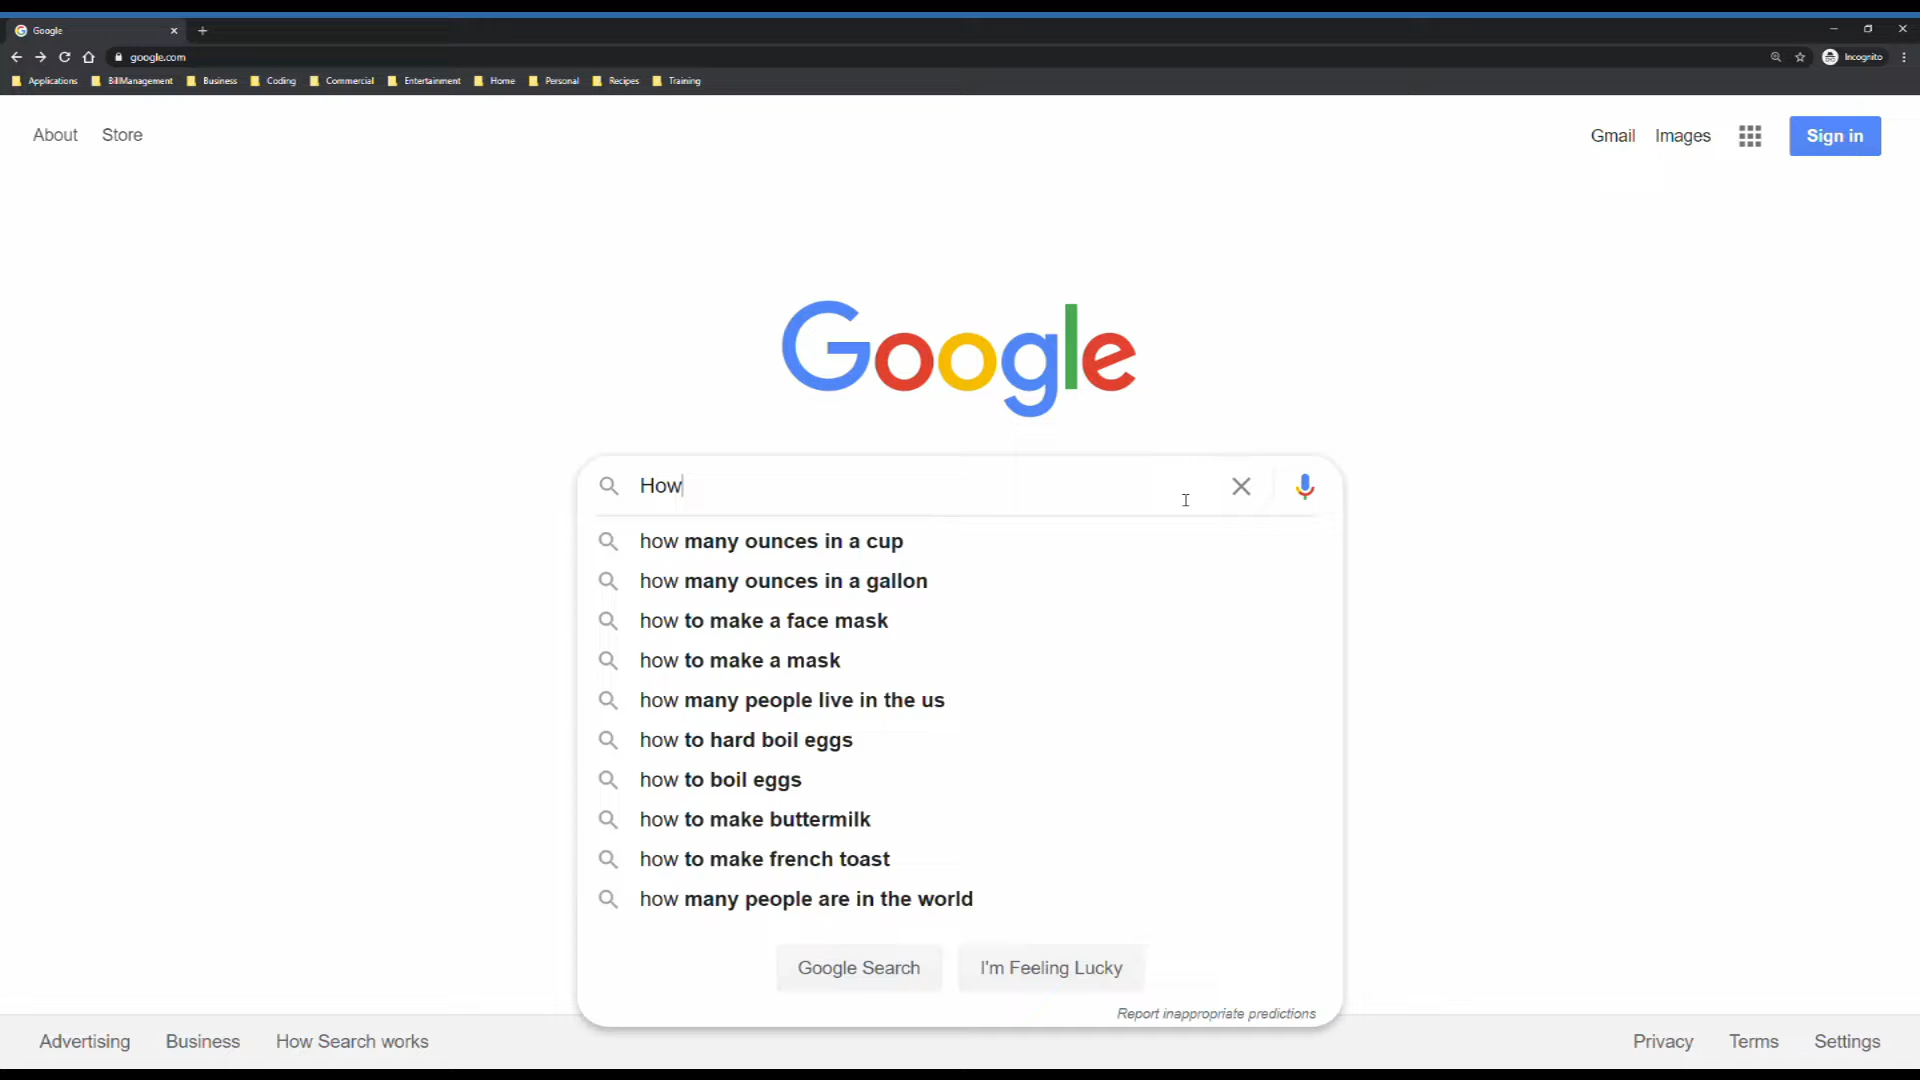 Google
google.com
Incognito
Applications BillManagement Business Coding Commercial Entertainment Home Personal Recipes Training
About Store
Gmail Images Sign in
Google
How
how many ounces in a cup
how many ounces in a gallon
how to make a face mask
how to make a mask
how many people live in the us
how to hard boil eggs
how to boil eggs
how to make buttermilk
how to make french toast
how many people are in the world
Google Search I'm Feeling Lucky
Report inappropriate predictions
Advertising Business How Search works
Privacy Terms Settings